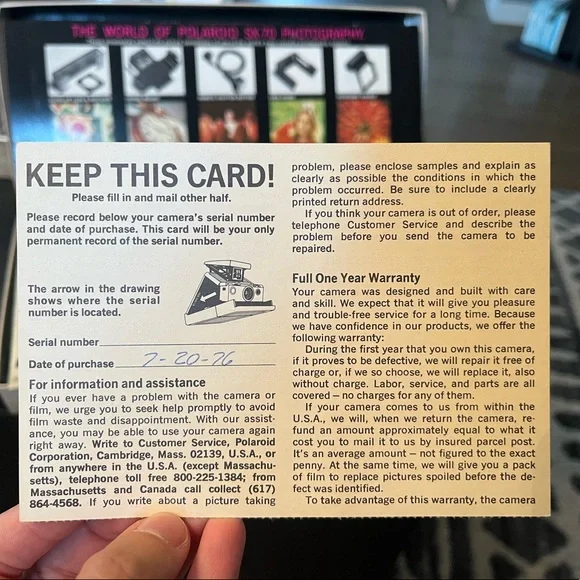 THE WORLD OF POLAROID SX70 PHOTOGRAPHY
KEEP THIS CARD!
Please fill in and mail other half.
Please record below your camera's serial number
and date of purchase. This card will be your only
permanent record of the serial number.
The arrow in the drawing
shows where the serial
number is located.
Serial number
Date of purchase 7-20-76
For information and assistance
If you ever have a problem with the camera or
film, we urge you to seek help promptly to avoid
film waste and disappointment. With our assist-
ance, you may be able to use your camera again
right away. Write to Customer Service, Polaroid
Corporation, Cambridge, Mass. 02139, U.S.A., or
from anywhere in the U.S.A. (except Massachu-
setts), telephone toll free 800-225-1384; from
Massachusetts and Canada call collect (617)
864-4568. If you write about a picture taking
problem, please enclose samples and explain as
clearly as possible the conditions in which the
problem occurred. Be sure to include a clearly
printed return address.
If you think your camera is out of order, please
telephone Customer Service and describe the
problem before you send the camera to be
repaired.
Full One Year Warranty
Your camera was designed and built with care
and skill. We expect that it will give you pleasure
and trouble-free service for a long time. Because
we have confidence in our products, we offer the
following warranty:
During the first year that you own this camera,
if it proves to be defective, we will repair it free of
charge or, if we so choose, we will replace it, also
without charge. Labor, service, and parts are all
covered – no charges for any of them.
If your camera comes to us from within the
U.S.A., we will, when we return the camera, re-
fund an amount approximately equal to what it
cost you to mail it to us by insured parcel post.
It's an average amount – not figured to the exact
penny. At the same time, we will give you a pack
of film to replace pictures spoiled before the de-
fect was identified.
To take advantage of this warranty, the camera